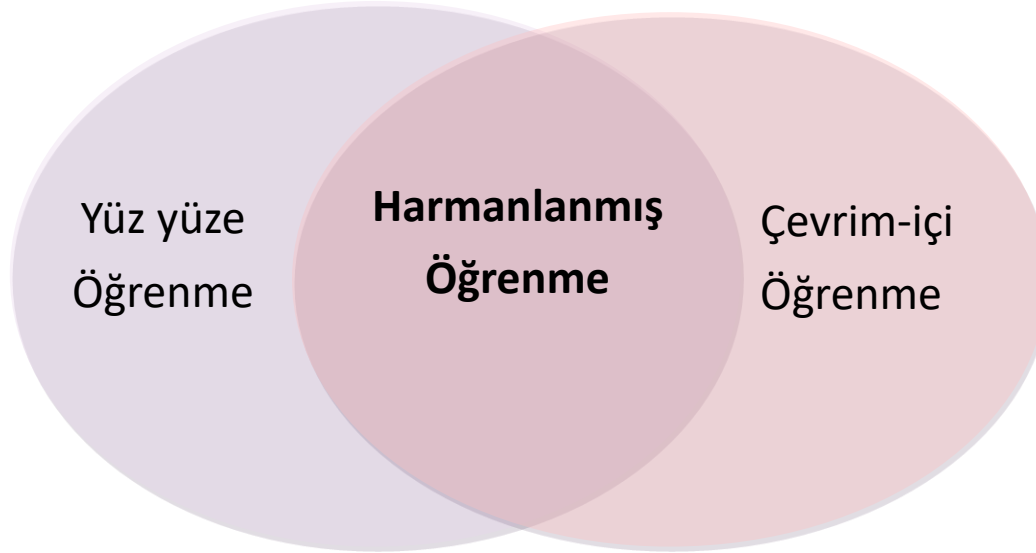 Yüz yüze
Öğrenme
Harmanlanmış
Öğrenme
Çevrim-içi
Öğrenme